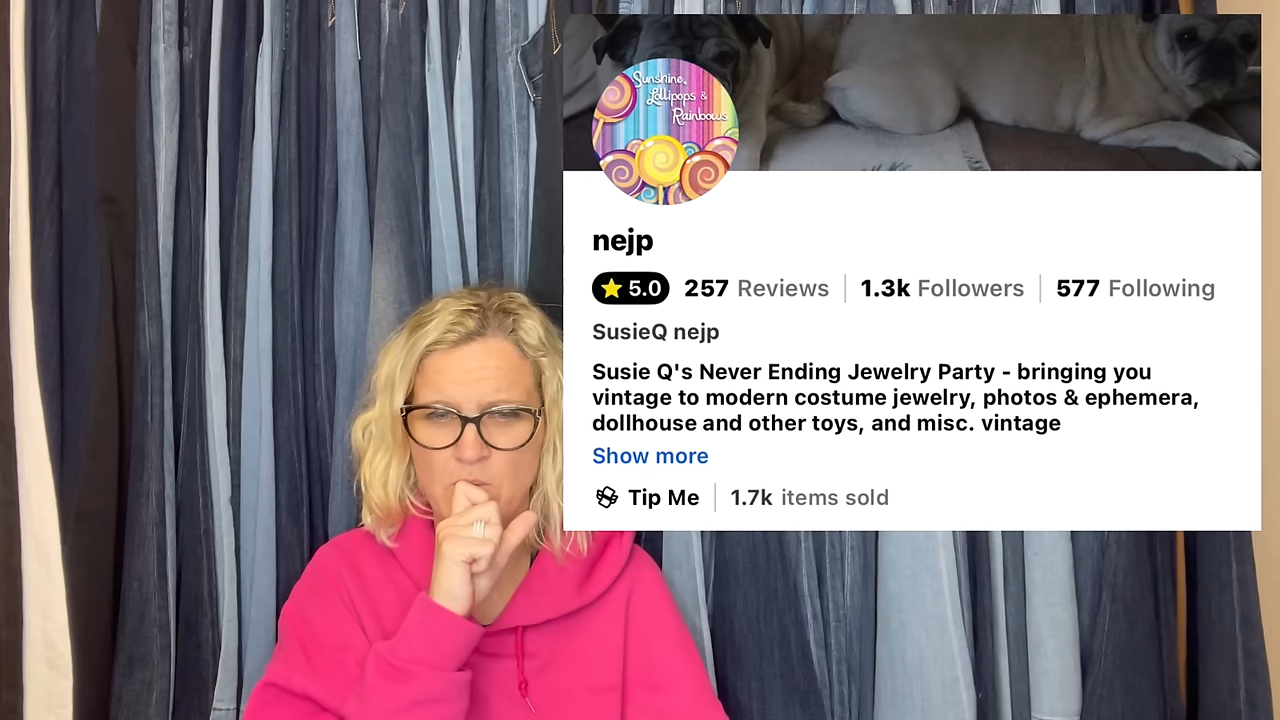 Sunshine,
Lollipops &
Rainbows
nejp
5.0 257 Reviews 1.3k Followers 577 Following
SusieQ nejp
Susie Q's Never Ending Jewelry Party - bringing you
vintage to modern costume jewelry, photos & ephemera,
dollhouse and other toys, and misc. vintage
Show more
Tip Me 1.7k items sold